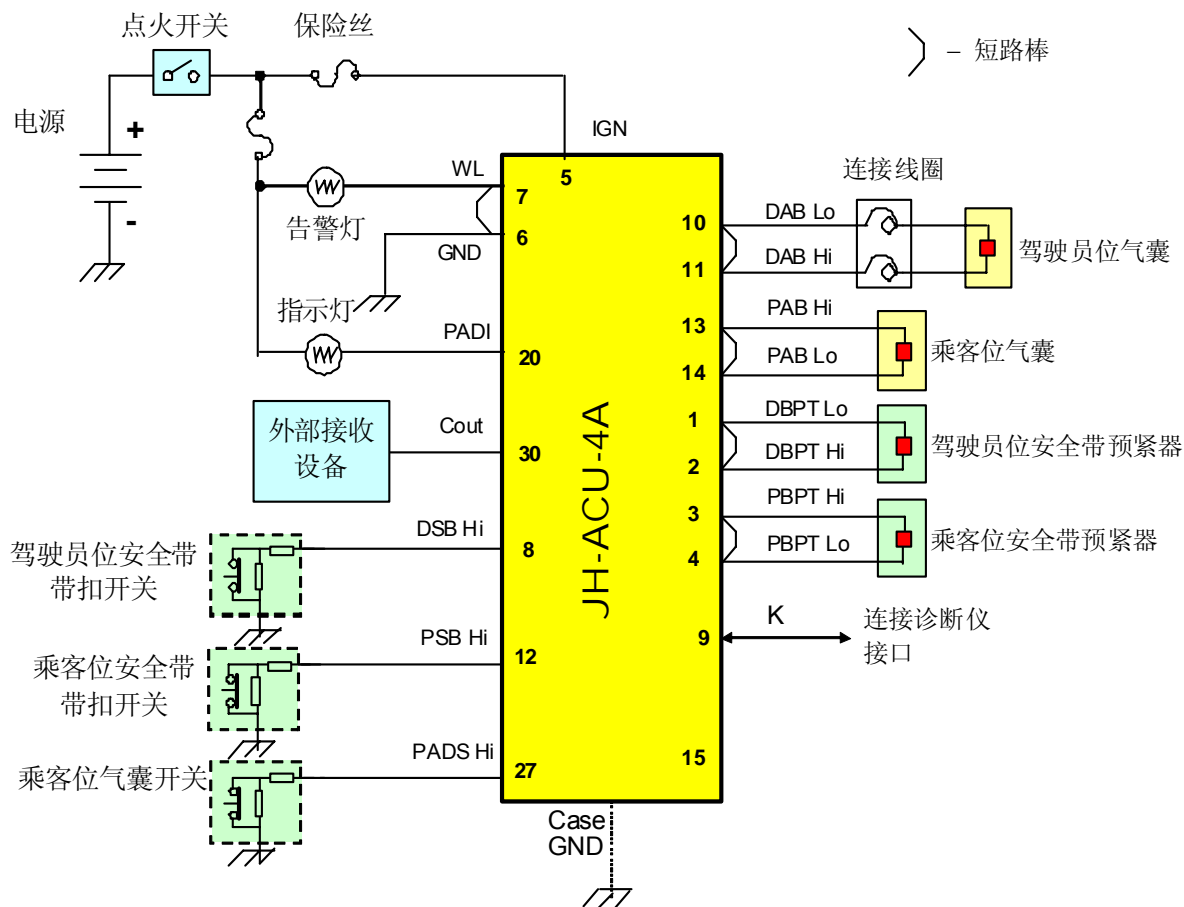 点火开关
保险丝
– 短路棒
电源
+
-
IGN
5
WL
7
告警灯
6
GND
指示灯
PADI
20
外部接收
设备
Cout
30
驾驶员位安全带
带扣开关
DSB Hi
8
乘客位安全带
带扣开关
PSB Hi
12
乘客位气囊开关
PADS Hi
27
JH-ACU-4A
Case
GND
连接线圈
10
DAB Lo
11
DAB Hi
驾驶员位气囊
13
PAB Hi
14
PAB Lo
乘客位气囊
1
DBPT Lo
2
DBPT Hi
驾驶员位安全带预紧器
3
PBPT Hi
4
PBPT Lo
乘客位安全带预紧器
9
K
连接诊断仪
接口
15